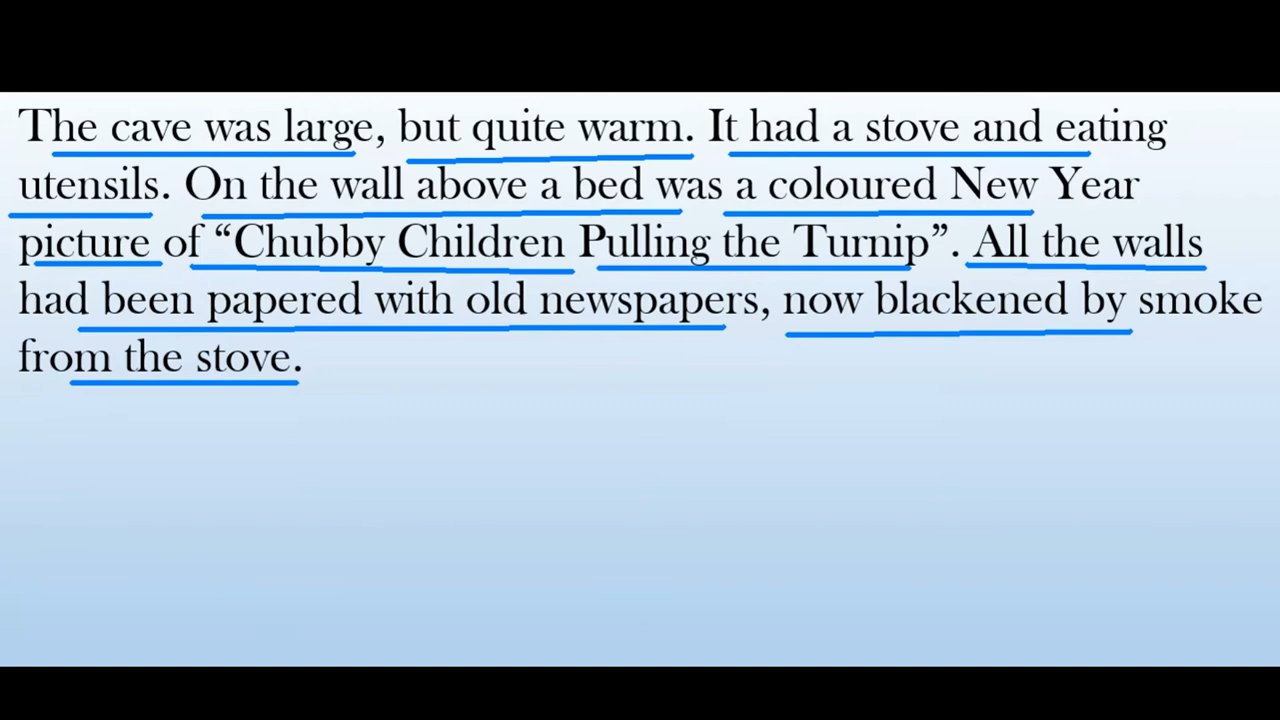 The cave was large, but quite warm. It had a stove and eating
utensils. On the wall above a bed was a coloured New Year
picture of “Chubby Children Pulling the Turnip”. All the walls
had been papered with old newspapers, now blackened by smoke
from the stove.